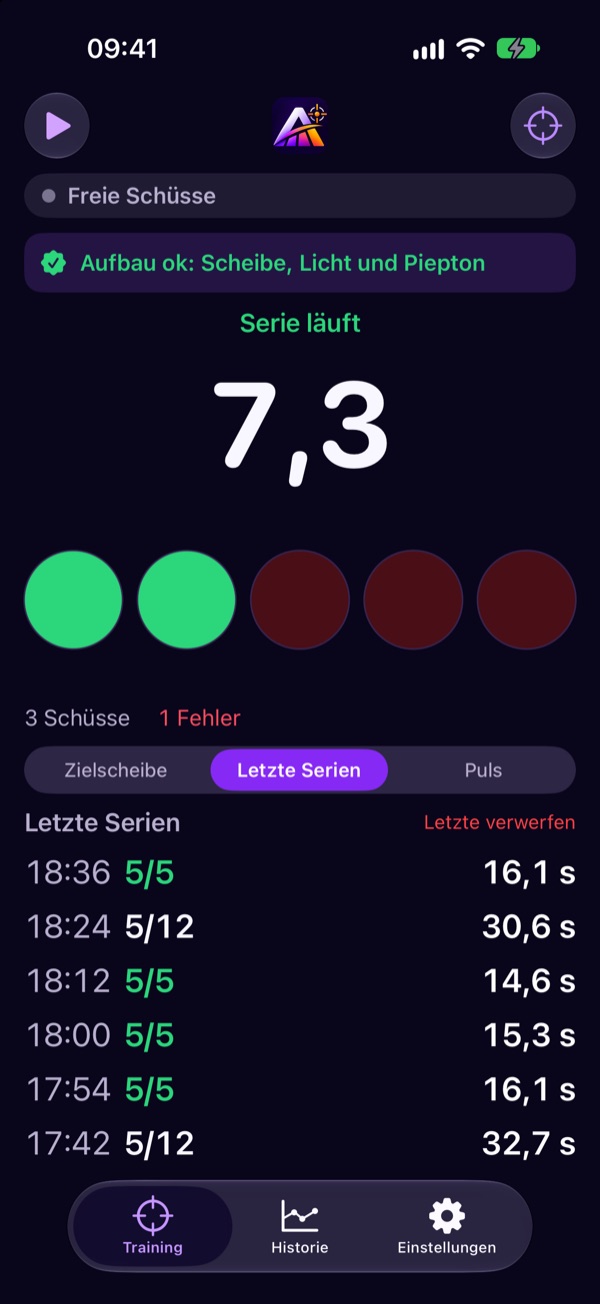 09:41
Freie Schüsse
Aufbau ok: Scheibe, Licht und Piepton
Serie läuft
7,3
3 Schüsse 1 Fehler
Zielscheibe Letzte Serien Puls
Letzte Serien Letzte verwerfen
18:36 5/5 16,1 s
18:24 5/12 30,6 s
18:12 5/5 14,6 s
18:00 5/5 15,3 s
17:54 5/5 16,1 s
17:42 5/12 32,7 s
Training Historie Einstellungen